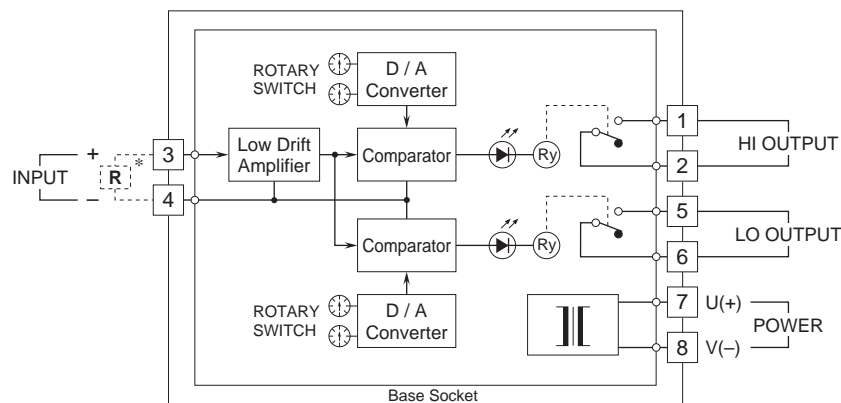 ROTARY
SWITCH
D / A
Converter
1
HI OUTPUT
2
+
3
*
Low Drift
Amplifier
Comparator
Ry
INPUT
R
–
4
5
LO OUTPUT
6
Comparator
Ry
ROTARY
SWITCH
D / A
Converter
7
U(+)
POWER
8
V(–)
Base Socket